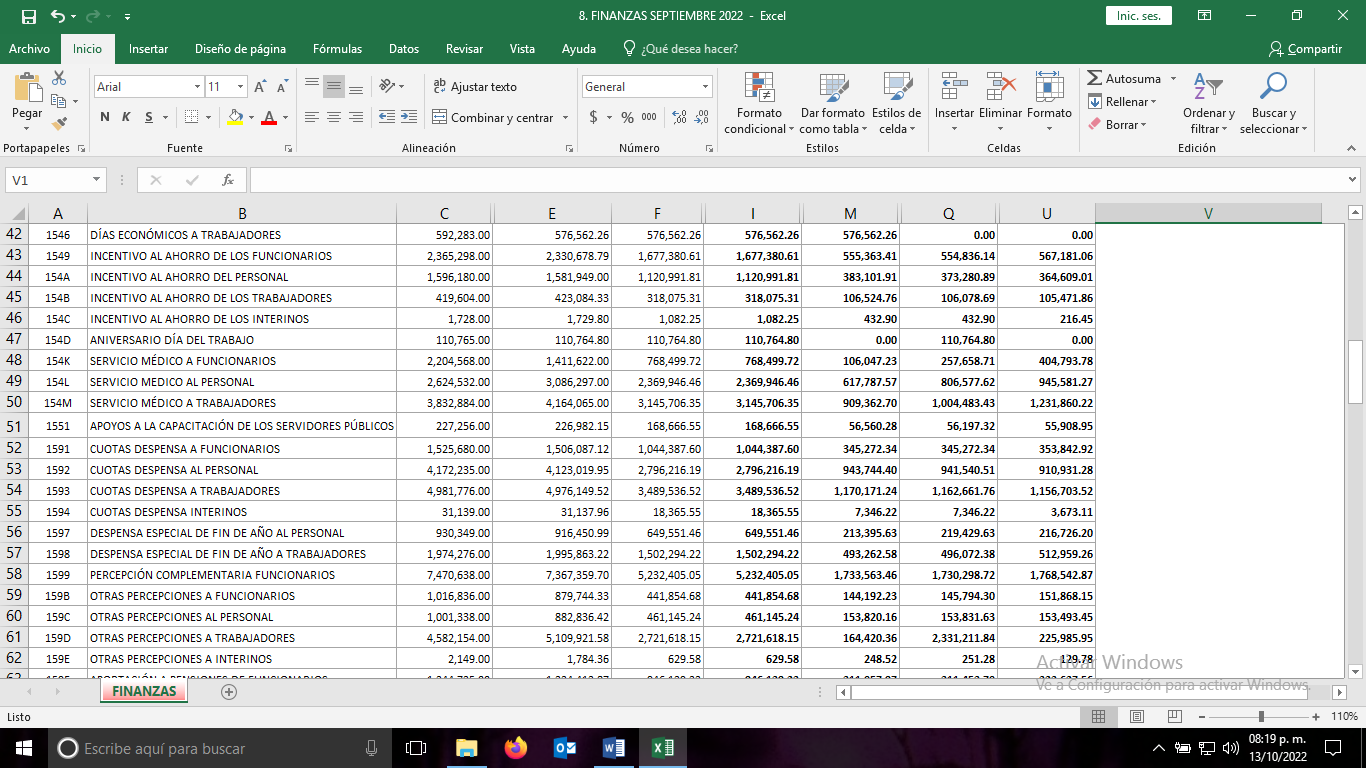 8. FINANZAS SEPTIEMBRE 2022 - Excel
Inic. ses.
Archivo Inicio Insertar Diseño de página Fórmulas Datos Revisar Vista Ayuda ¿Qué desea hacer? Compartir
Pegar
Arial 11
N K S
Ajustar texto
Combinar y centrar
General
$ % 000
Formato condicional
Dar formato como tabla
Estilos de celda
Insertar Eliminar Formato
Autosuma
Rellenar
Borrar
Ordenar y filtrar
Buscar y seleccionar
Portapapeles Fuente Alineación Número Estilos Celdas Edición
V1 fx
A B C E F I M Q U V
42 1546 DÍAS ECONÓMICOS A TRABAJADORES 592,283.00 576,562.26 576,562.26 576,562.26 576,562.26 0.00 0.00
43 1549 INCENTIVO AL AHORRO DE LOS FUNCIONARIOS 2,365,298.00 2,330,678.79 1,677,380.61 1,677,380.61 555,363.41 554,836.14 567,181.06
44 154A INCENTIVO AL AHORRO DEL PERSONAL 1,596,180.00 1,581,949.00 1,120,991.81 1,120,991.81 383,101.91 373,280.89 364,609.01
45 154B INCENTIVO AL AHORRO DE LOS TRABAJADORES 419,604.00 423,084.33 318,075.31 318,075.31 106,524.76 106,078.69 105,471.86
46 154C INCENTIVO AL AHORRO DE LOS INTERINOS 1,728.00 1,729.80 1,082.25 1,082.25 432.90 432.90 216.45
47 154D ANIVERSARIO DÍA DEL TRABAJO 110,765.00 110,764.80 110,764.80 110,764.80 0.00 110,764.80 0.00
48 154K SERVICIO MÉDICO A FUNCIONARIOS 2,204,568.00 1,411,622.00 768,499.72 768,499.72 106,047.23 257,658.71 404,793.78
49 154L SERVICIO MEDICO AL PERSONAL 2,624,532.00 3,086,297.00 2,369,946.46 2,369,946.46 617,787.57 806,577.62 945,581.27
50 154M SERVICIO MÉDICO A TRABAJADORES 3,832,884.00 4,164,065.00 3,145,706.35 3,145,706.35 909,362.70 1,004,483.43 1,231,860.22
51 1551 APOYOS A LA CAPACITACIÓN DE LOS SERVIDORES PÚBLICOS 227,256.00 226,982.15 168,666.55 168,666.55 56,560.28 56,197.32 55,908.95
52 1591 CUOTAS DESPENSA A FUNCIONARIOS 1,525,680.00 1,506,087.12 1,044,387.60 1,044,387.60 345,272.34 345,272.34 353,842.92
53 1592 CUOTAS DESPENSA AL PERSONAL 4,172,235.00 4,123,019.95 2,796,216.19 2,796,216.19 943,744.40 941,540.51 910,931.28
54 1593 CUOTAS DESPENSA A TRABAJADORES 4,981,776.00 4,976,149.52 3,489,536.52 3,489,536.52 1,170,171.24 1,162,661.76 1,156,703.52
55 1594 CUOTAS DESPENSA INTERINOS 31,139.00 31,137.96 18,365.55 18,365.55 7,346.22 7,346.22 3,673.11
56 1597 DESPENSA ESPECIAL DE FIN DE AÑO AL PERSONAL 930,349.00 916,450.99 649,551.46 649,551.46 213,395.63 219,429.63 216,726.20
57 1598 DESPENSA ESPECIAL DE FIN DE AÑO A TRABAJADORES 1,974,276.00 1,995,863.22 1,502,294.22 1,502,294.22 493,262.58 496,072.38 512,959.26
58 1599 PERCEPCIÓN COMPLEMENTARIA FUNCIONARIOS 7,470,638.00 7,367,359.70 5,232,405.05 5,232,405.05 1,733,563.46 1,730,298.72 1,768,542.87
59 159B OTRAS PERCEPCIONES A FUNCIONARIOS 1,016,836.00 879,744.33 441,854.68 441,854.68 144,192.23 145,794.30 151,868.15
60 159C OTRAS PERCEPCIONES AL PERSONAL 1,001,338.00 882,836.42 461,145.24 461,145.24 153,820.16 153,831.63 153,493.45
61 159D OTRAS PERCEPCIONES A TRABAJADORES 4,582,154.00 5,109,921.58 2,721,618.15 2,721,618.15 164,420.36 2,331,211.84 225,985.95
62 159E OTRAS PERCEPCIONES A INTERINOS 2,149.00 1,784.36 629.58 629.58 248.52 251.28 129.78
Activar Windows
Ve a Configuración para activar Windows.
FINANZAS
Listo 110%
Escribe aquí para buscar
08:19 p. m.
13/10/2022